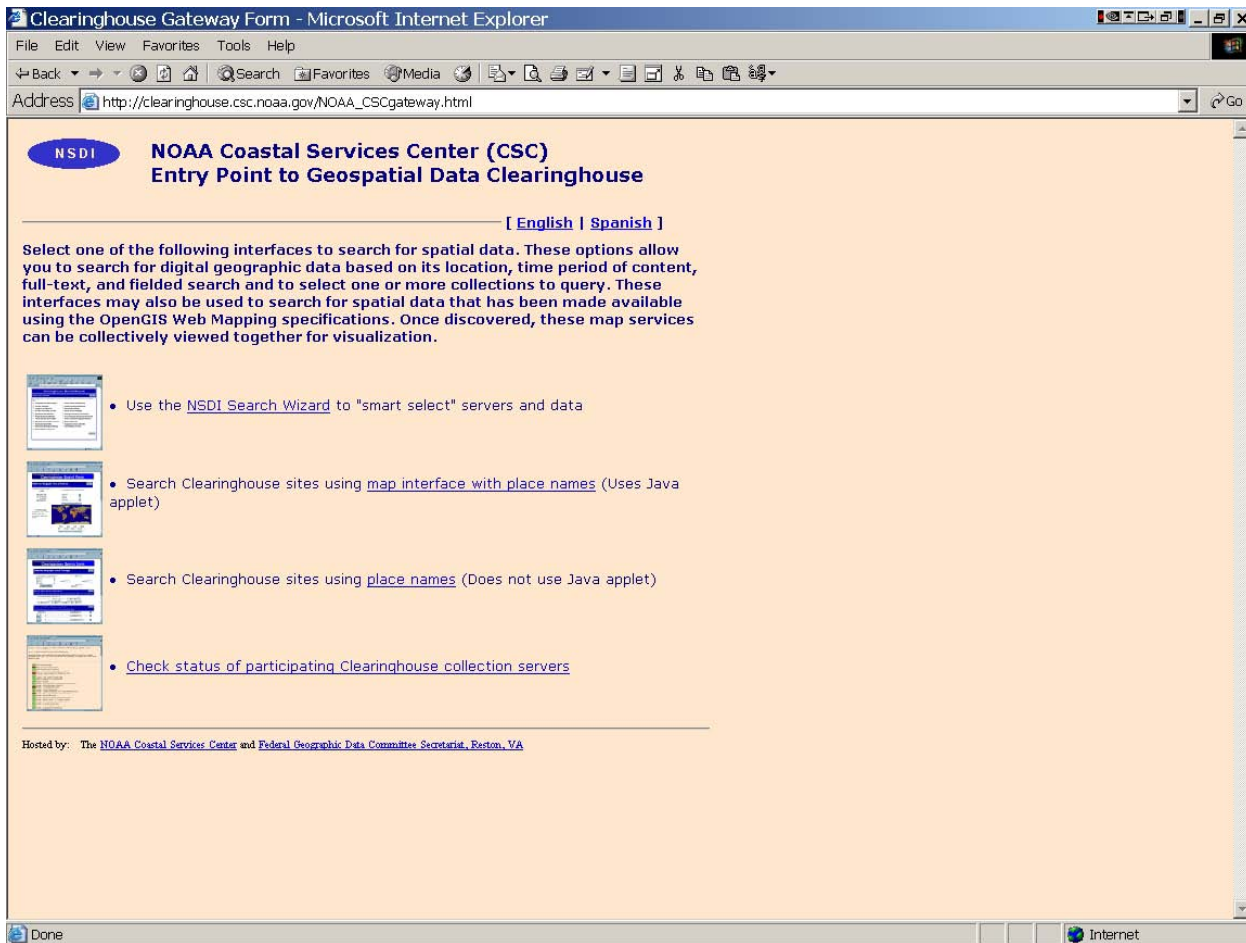 Clearinghouse Gateway Form - Microsoft Internet Explorer
File Edit View Favorites Tools Help
Back Search Favorites Media
Address http://clearinghouse.csc.noaa.gov/NOAA_CSCgateway.html Go
NSDI
NOAA Coastal Services Center (CSC)
Entry Point to Geospatial Data Clearinghouse
[ English | Spanish ]
Select one of the following interfaces to search for spatial data. These options allow
you to search for digital geographic data based on its location, time period of content,
full-text, and fielded search and to select one or more collections to query. These
interfaces may also be used to search for spatial data that has been made available
using the OpenGIS Web Mapping specifications. Once discovered, these map services
can be collectively viewed together for visualization.
• Use the NSDI Search Wizard to "smart select" servers and data
• Search Clearinghouse sites using map interface with place names (Uses Java
applet)
• Search Clearinghouse sites using place names (Does not use Java applet)
• Check status of participating Clearinghouse collection servers
Hosted by: The NOAA Coastal Services Center and Federal Geographic Data Committee Secretariat, Reston, VA
Done Internet